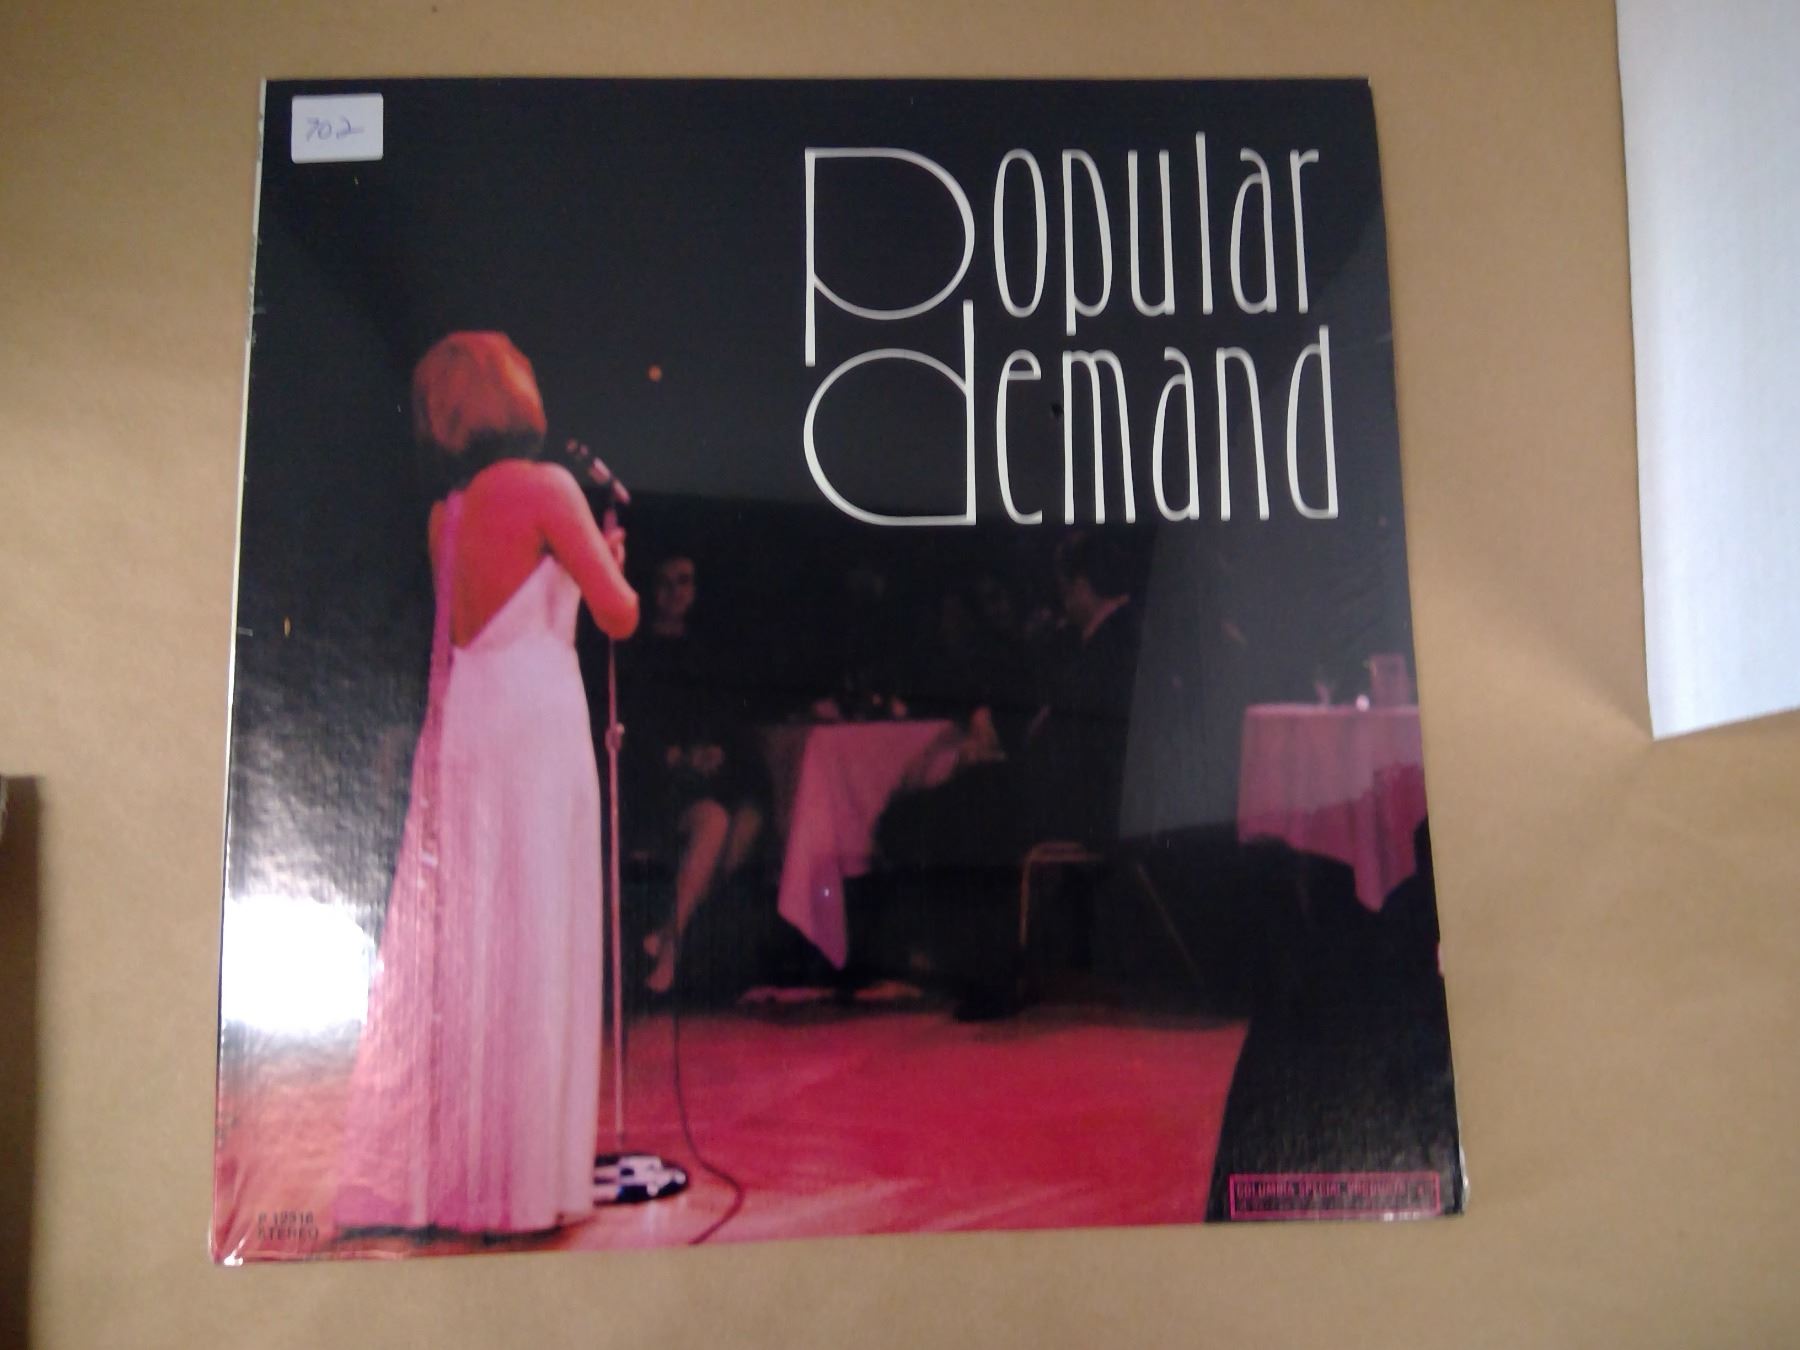 702
Popular
demand
P 12316
STEREO
COLUMBIA SPECIAL PRODUCTS